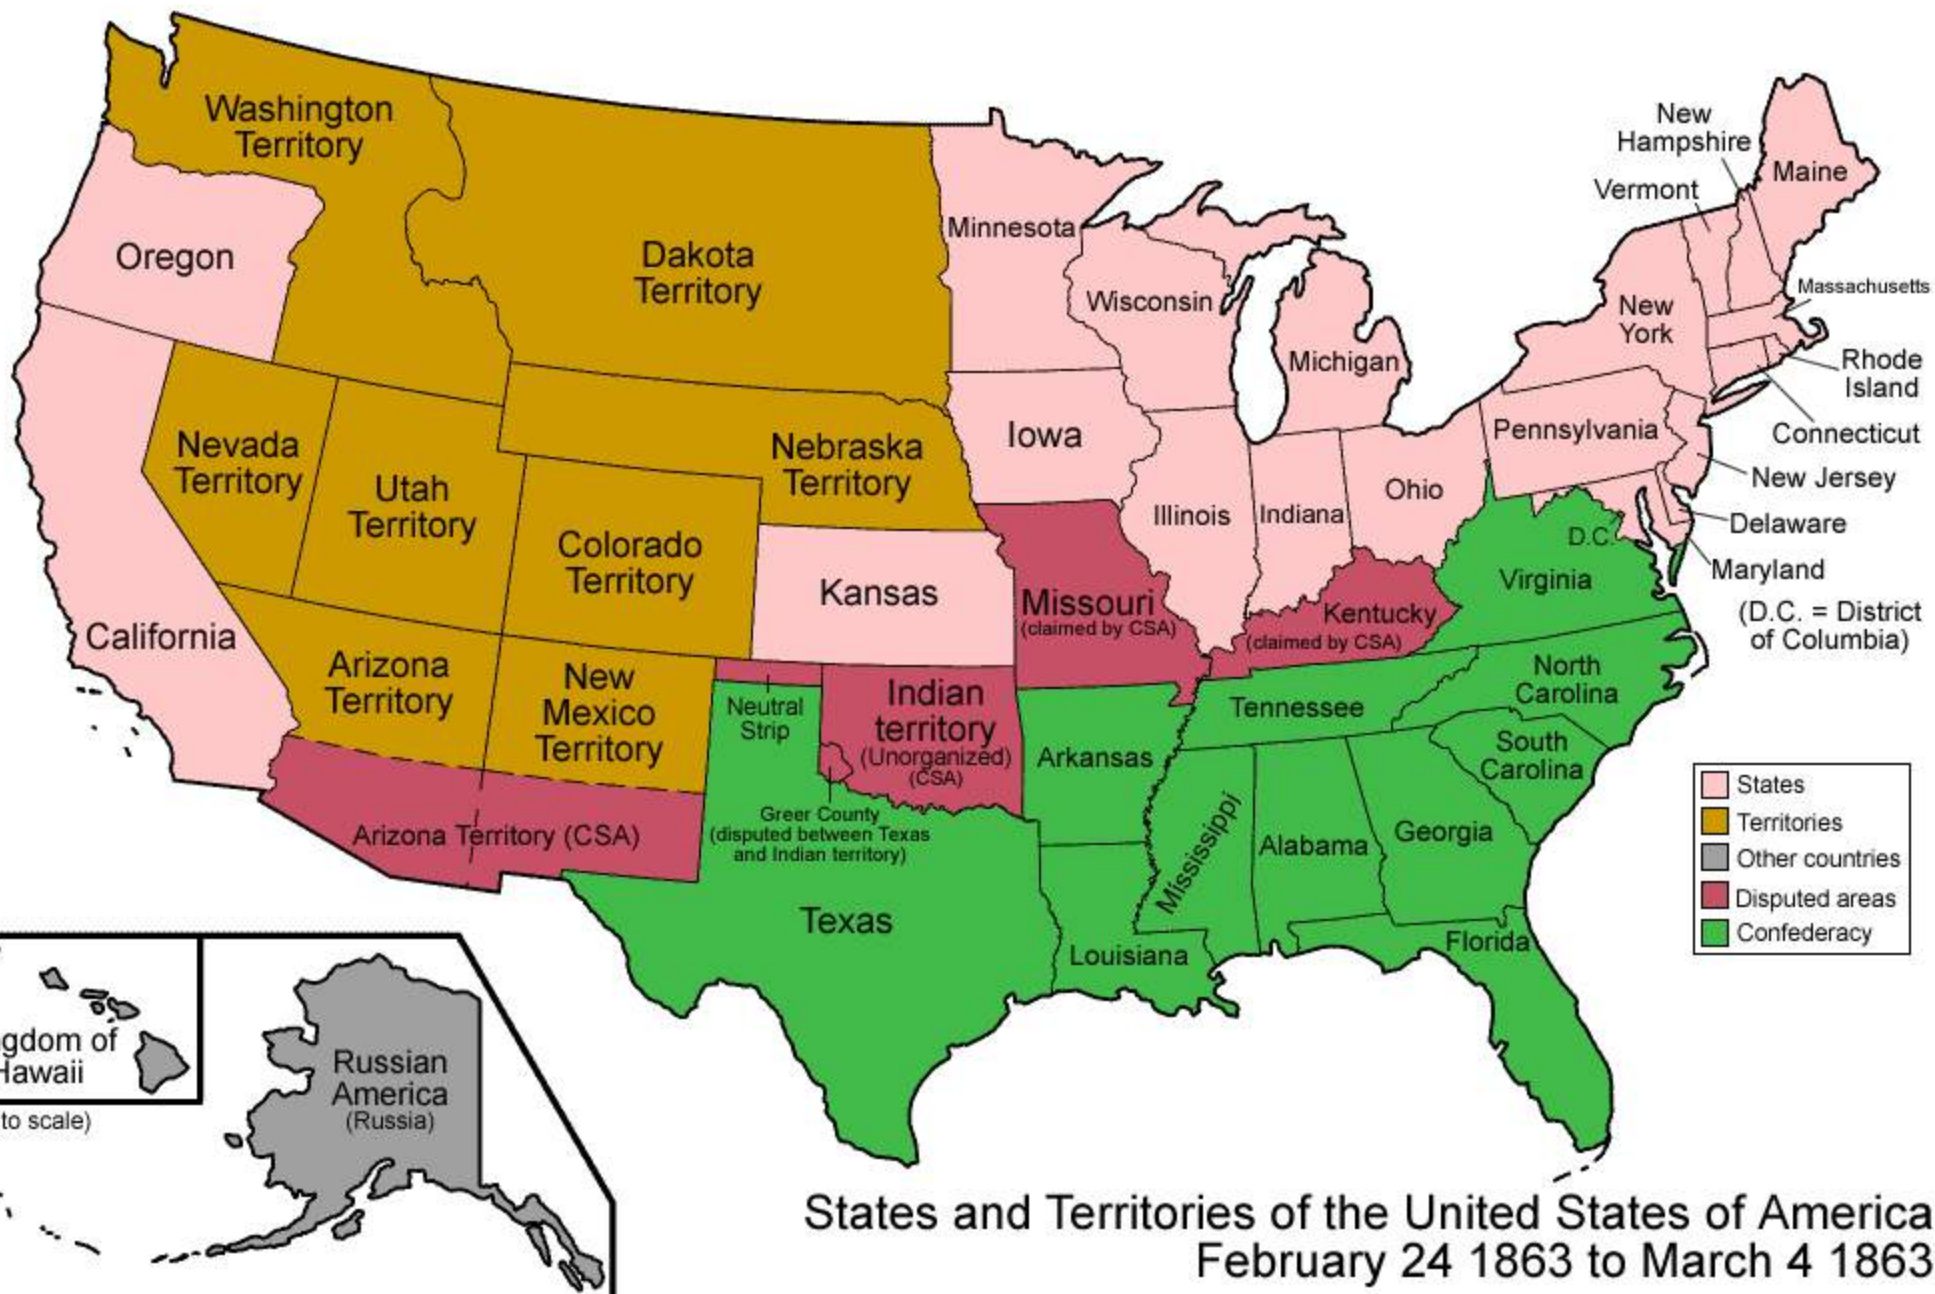 Washington
Territory
Oregon
Dakota
Territory
Minnesota
Wisconsin
Michigan
New
Hampshire
Vermont
Maine
Massachusetts
New
York
Rhode
Island
Connecticut
Pennsylvania
New Jersey
Delaware
Maryland
(D.C. = District
of Columbia)
D.C.
Nevada
Territory
Utah
Territory
Nebraska
Territory
Iowa
Illinois
Indiana
Ohio
Colorado
Territory
Kansas
Missouri
(claimed by CSA)
Kentucky
(claimed by CSA)
Virginia
California
Arizona
Territory
New
Mexico
Territory
Neutral
Strip
Indian
territory
(Unorganized)
(CSA)
Arkansas
Tennessee
North
Carolina
South
Carolina
Arizona Territory (CSA)
Greer County
(disputed between Texas
and Indian territory)
Mississippi
Alabama
Georgia
Texas
Louisiana
Florida
States
Territories
Other countries
Disputed areas
Confederacy
gdom of
Hawaii
to scale)
Russian
America
(Russia)
States and Territories of the United States of America
February 24 1863 to March 4 1863